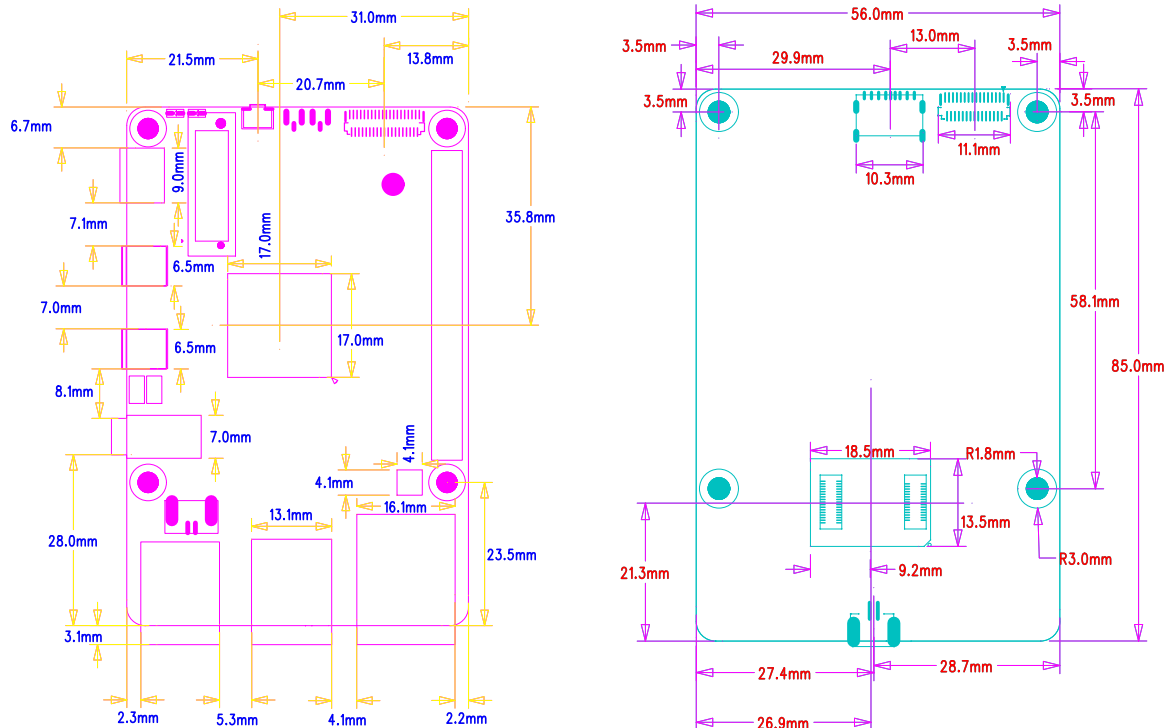 31.0mm
21.5mm
13.8mm
20.7mm
6.7mm
9.0mm
7.1mm
17.0mm
35.8mm
6.5mm
7.0mm
17.0mm
6.5mm
8.1mm
7.0mm
4.1mm
4.1mm
16.1mm
13.1mm
28.0mm
23.5mm
3.1mm
2.3mm
5.3mm
4.1mm
2.2mm
56.0mm
13.0mm
3.5mm
3.5mm
29.9mm
3.5mm
3.5mm
11.1mm
10.3mm
58.1mm
85.0mm
18.5mm
R1.8mm
13.5mm
R3.0mm
9.2mm
21.3mm
27.4mm
28.7mm
26.9mm